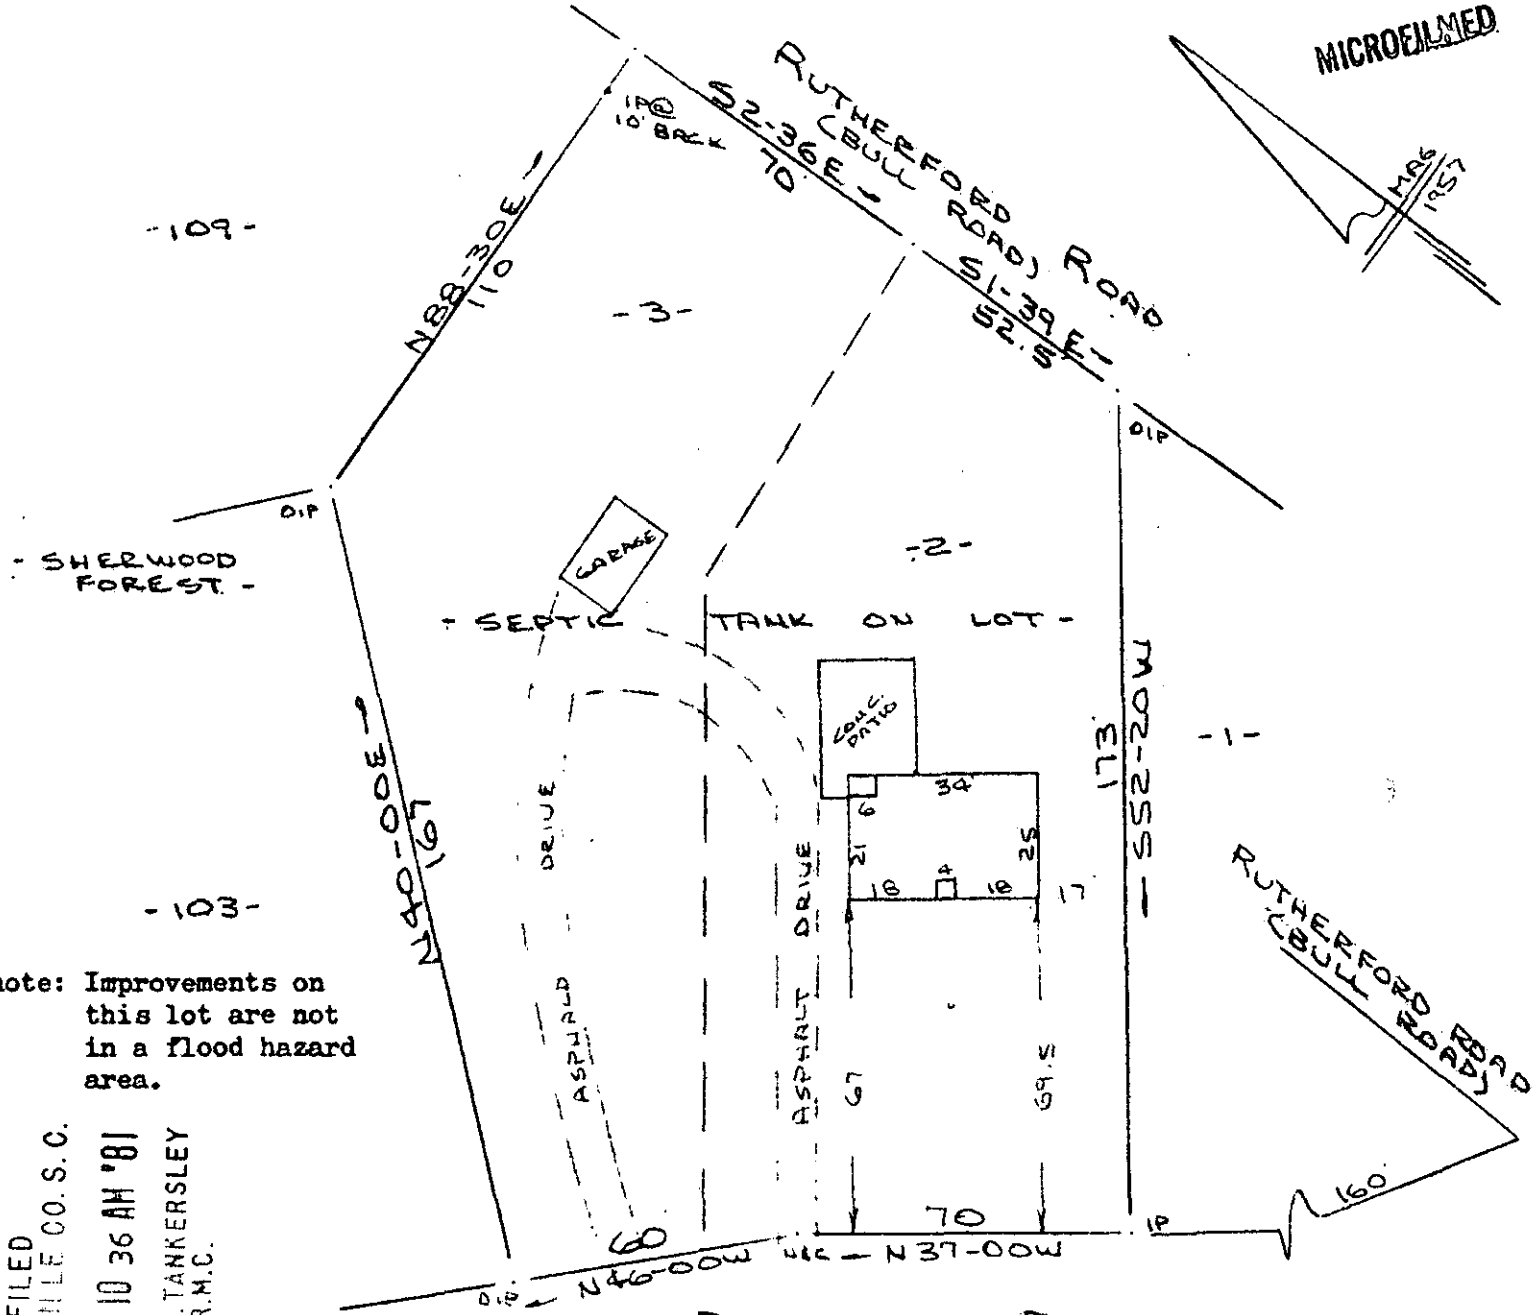 MICROFILMED
RUTHERFORD ROAD
(BULL ROAD)
S2-36E
70
IP@
10' BACK
MAG
1957
-109-
N88-30E
110
-3-
S1-39E
52.5
O.I.P
O.I.P
- SHERWOOD
FOREST -
GARAGE
-2-
- SEPTIC TANK ON LOT -
CONC.
PATIO
173
S52-20W
-1-
34
6
21
25
4
18
18
17
DRIVE
ASPHALD
ASPHALT DRIVE
N40-00E
167
-103-
note: Improvements on
this lot are not
in a flood hazard
area.
67
69.5
RUTHERFORD ROAD
(BULL ROAD)
160
FILED
CO. S. C.
10 36 AM '81
TANKERSLEY
R.M.C.
60
N46-00W
N&C
70
N37-00W
IP
O.I.P